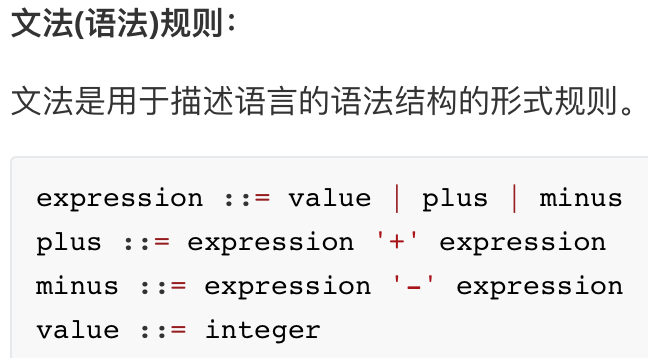 文法(语法)规则：
文法是用于描述语言的语法结构的形式规则。
expression ::= value | plus | minus
plus ::= expression '+' expression
minus ::= expression '-' expression
value ::= integer